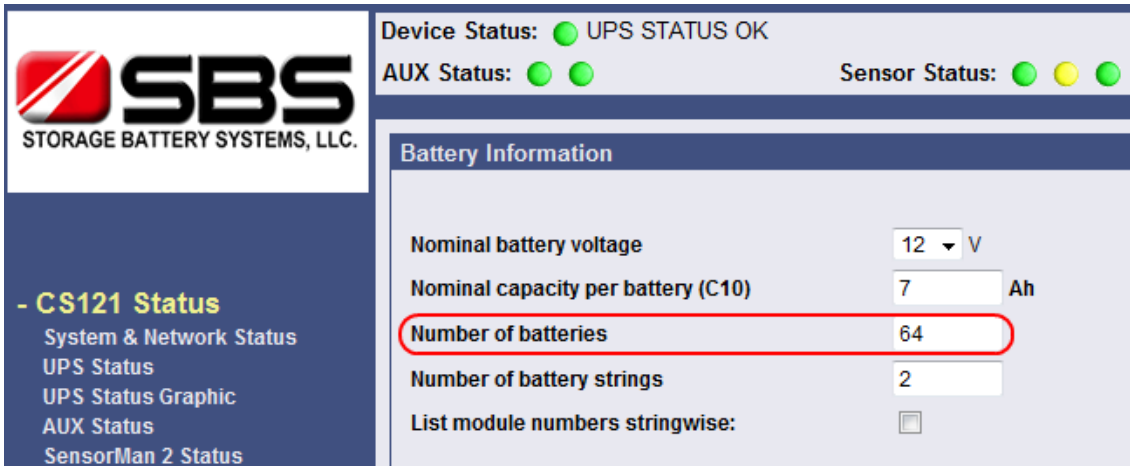 SBS
STORAGE BATTERY SYSTEMS, LLC.
Device Status: UPS STATUS OK
AUX Status: Sensor Status:
Battery Information
Nominal battery voltage 12 V
Nominal capacity per battery (C10) 7 Ah
Number of batteries 64
Number of battery strings 2
List module numbers stringwise:
- CS121 Status
System & Network Status
UPS Status
UPS Status Graphic
AUX Status
SensorMan 2 Status